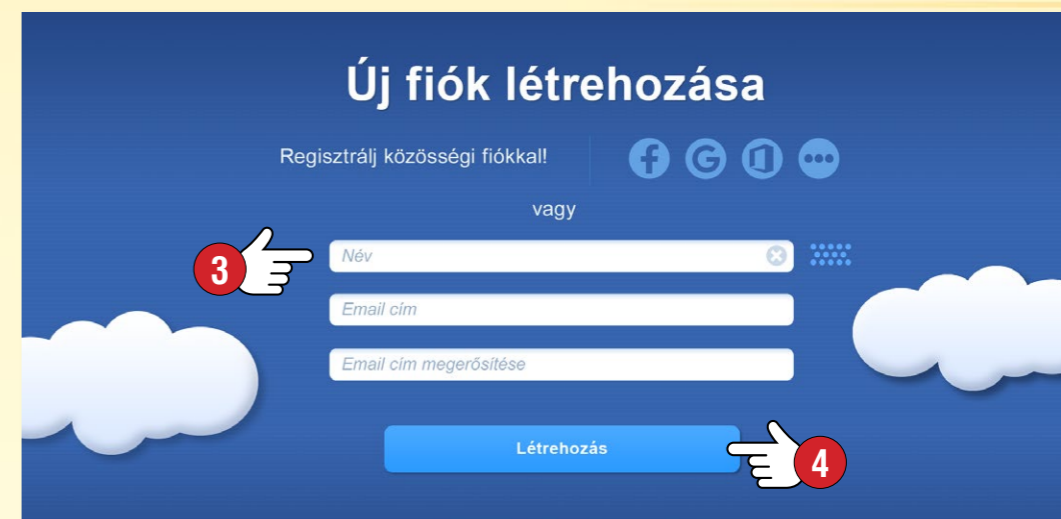 Új fiók létrehozása
Regisztrálj közösségi fiókkal!
vagy
3
Név
Email cím
Email cím megerősítése
Létrehozás
4